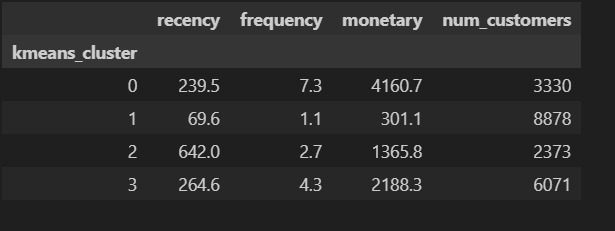 recency frequency monetary num_customers
kmeans_cluster
0 239.5 7.3 4160.7 3330
1 69.6 1.1 301.1 8878
2 642.0 2.7 1365.8 2373
3 264.6 4.3 2188.3 6071